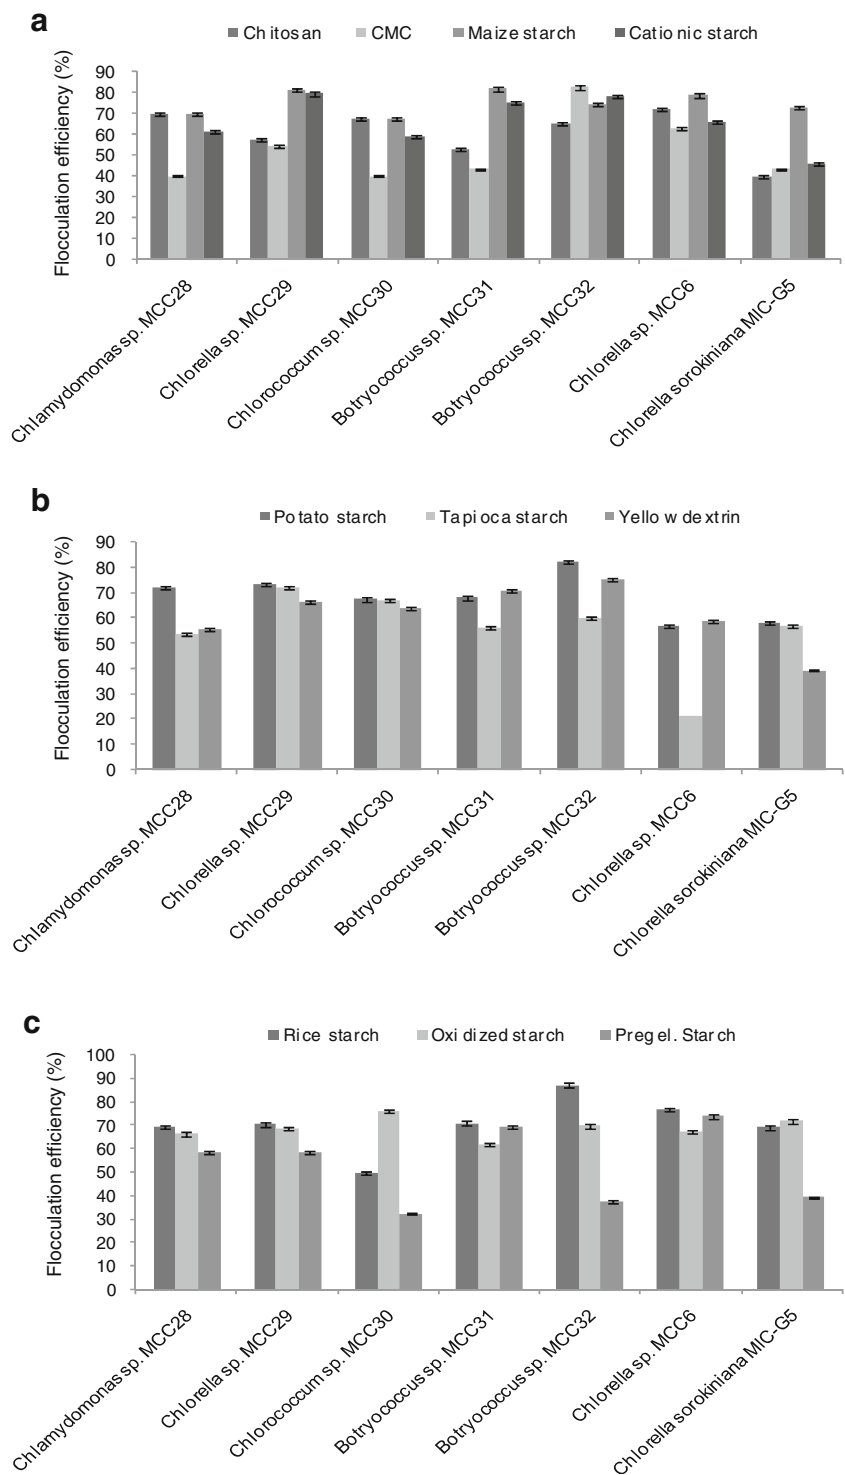 a
Chitosan CMC Maize starch Cationic starch
Flocculation efficiency (%)
90
80
70
60
50
40
30
20
10
0
Chlamydomonas sp. MCC28
Chlorella sp. MCC29
Chlorococcum sp. MCC30
Botryococcus sp. MCC31
Botryococcus sp. MCC32
Chlorella sp. MCC6
Chlorella sorokiniana MIC-G5
b
Potato starch Tapioca starch Yellow dextrin
Flocculation efficiency (%)
90
80
70
60
50
40
30
20
10
0
Chlamydomonas sp. MCC28
Chlorella sp. MCC29
Chlorococcum sp. MCC30
Botryococcus sp. MCC31
Botryococcus sp. MCC32
Chlorella sp. MCC6
Chlorella sorokiniana MIC-G5
c
Rice starch Oxidized starch Pregel. Starch
Flocculation efficiency (%)
100
90
80
70
60
50
40
30
20
10
0
Chlamydomonas sp. MCC28
Chlorella sp. MCC29
Chlorococcum sp. MCC30
Botryococcus sp. MCC31
Botryococcus sp. MCC32
Chlorella sp. MCC6
Chlorella sorokiniana MIC-G5